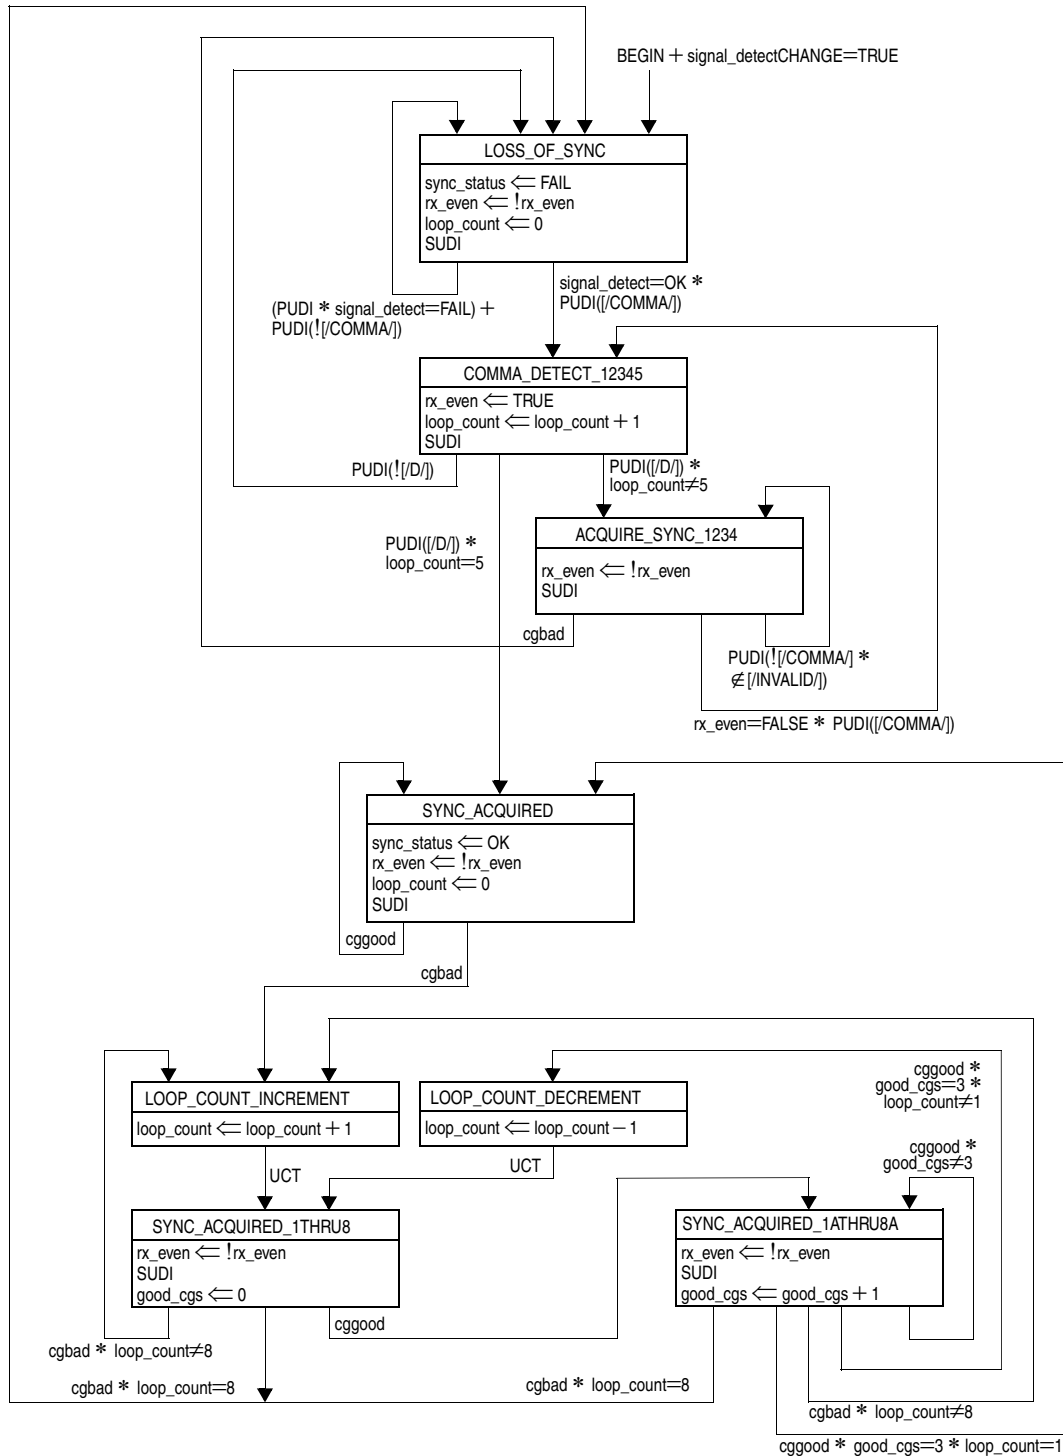 BEGIN + signal_detectCHANGE=TRUE
LOSS_OF_SYNC
sync_status ⇐ FAIL
rx_even ⇐ !rx_even
loop_count ⇐ 0
SUDI
(PUDI * signal_detect=FAIL) +
PUDI(![/COMMA/])
signal_detect=OK *
PUDI([/COMMA/])
COMMA_DETECT_12345
rx_even ⇐ TRUE
loop_count ⇐ loop_count + 1
SUDI
PUDI(![/D/])
PUDI([/D/]) *
loop_count≠5
PUDI([/D/]) *
loop_count=5
ACQUIRE_SYNC_1234
rx_even ⇐ !rx_even
SUDI
cgbad
PUDI(![/COMMA/] *
∉[/INVALID/])
rx_even=FALSE * PUDI([/COMMA/])
SYNC_ACQUIRED
sync_status ⇐ OK
rx_even ⇐ !rx_even
loop_count ⇐ 0
SUDI
cggood
cgbad
LOOP_COUNT_INCREMENT
loop_count ⇐ loop_count + 1
UCT
LOOP_COUNT_DECREMENT
loop_count ⇐ loop_count − 1
UCT
cggood *
good_cgs=3 *
loop_count≠1
cggood *
good_cgs≠3
SYNC_ACQUIRED_1THRU8
rx_even ⇐ !rx_even
SUDI
good_cgs ⇐ 0
cggood
SYNC_ACQUIRED_1ATHRU8A
rx_even ⇐ !rx_even
SUDI
good_cgs ⇐ good_cgs + 1
cgbad * loop_count≠8
cgbad * loop_count=8
cgbad * loop_count=8
cgbad * loop_count≠8
cggood * good_cgs=3 * loop_count=1